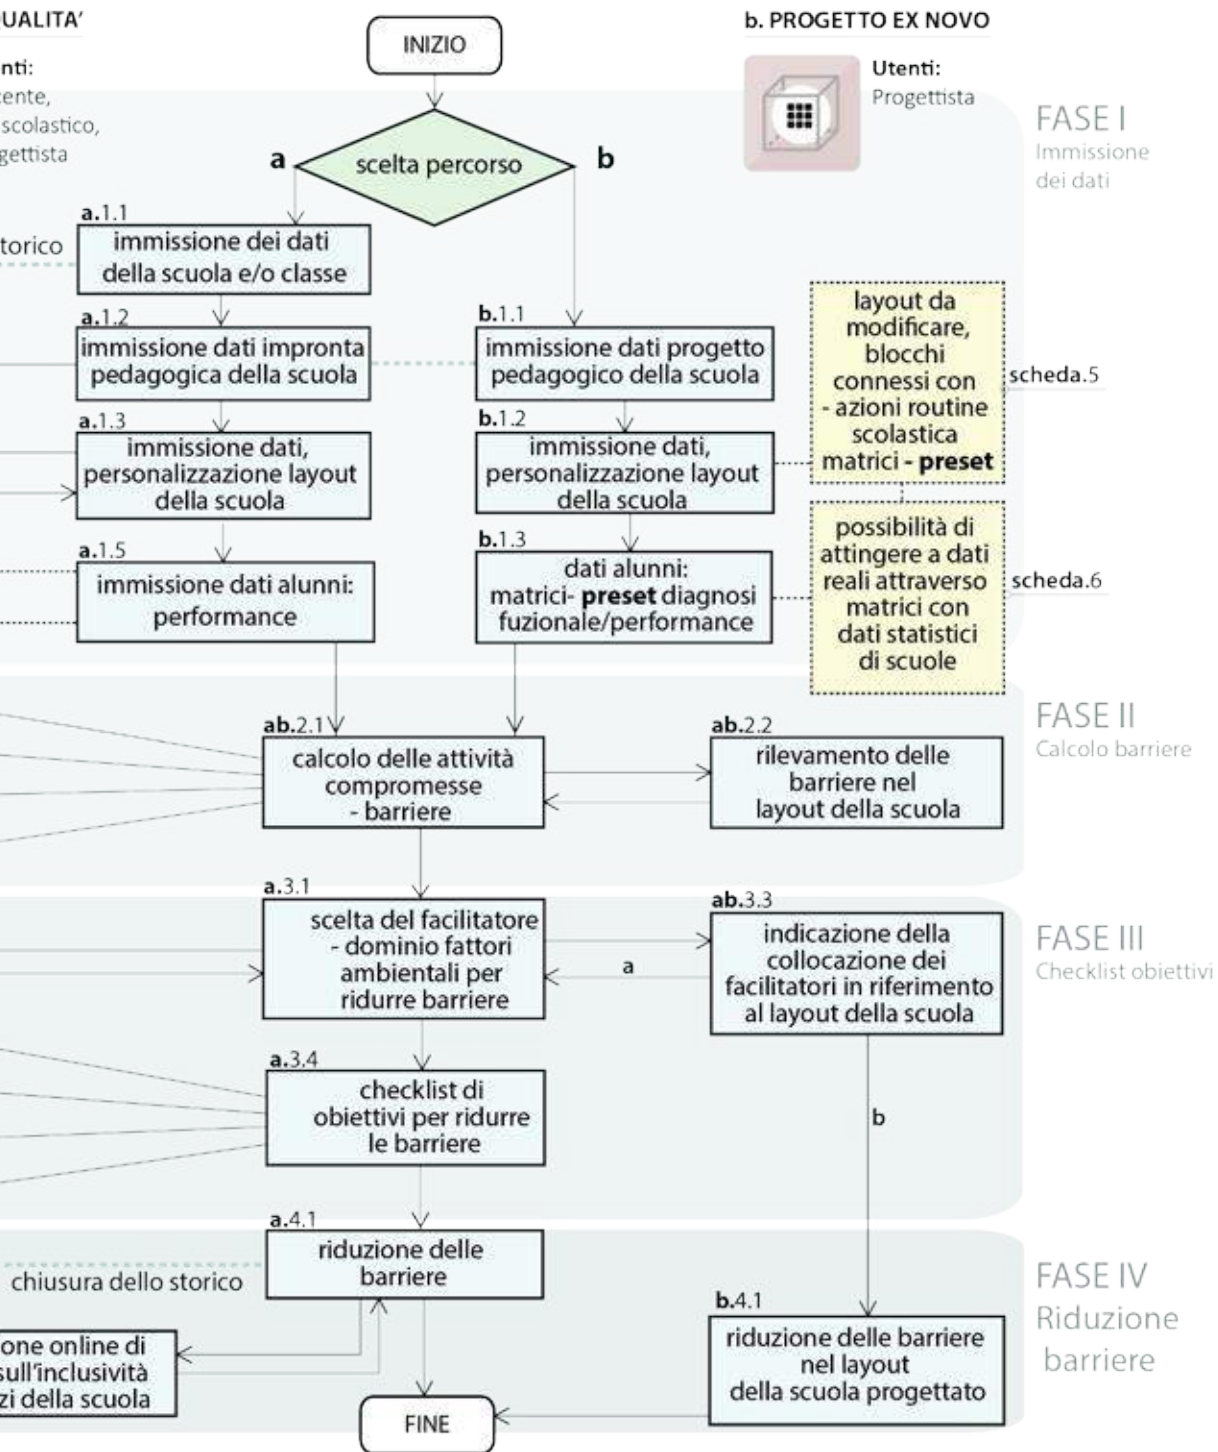 QUALITA'
nti:
cente,
scolastico,
gettista
INIZIO
b. PROGETTO EX NOVO
Utenti:
Progettista
FASE I
Immissione
dei dati
a
scelta percorso
b
torico
a.1.1
immissione dei dati
della scuola e/o classe
a.1.2
immissione dati impronta
pedagogica della scuola
b.1.1
immissione dati progetto
pedagogico della scuola
layout da
modificare,
blocchi
connessi con
- azioni routine
scolastica
matrici - preset
scheda.5
a.1.3
immissione dati,
personalizzazione layout
della scuola
b.1.2
immissione dati,
personalizzazione layout
della scuola
a.1.5
immissione dati alunni:
performance
b.1.3
dati alunni:
matrici- preset diagnosi
fuzionale/performance
possibilità di
attingere a dati
reali attraverso
matrici con
dati statistici
di scuole
scheda.6
FASE II
Calcolo barriere
ab.2.1
calcolo delle attività
compromesse
- barriere
ab.2.2
rilevamento delle
barriere nel
layout della scuola
FASE III
Checklist obiettivi
a.3.1
scelta del facilitatore
- dominio fattori
ambientali per
ridurre barriere
a
ab.3.3
indicazione della
collocazione dei
facilitatori in riferimento
al layout della scuola
a.3.4
checklist di
obiettivi per ridurre
le barriere
b
FASE IV
Riduzione
barriere
a.4.1
riduzione delle
barriere
chiusura dello storico
one online di
sull'inclusività
zi della scuola
b.4.1
riduzione delle barriere
nel layout
della scuola progettato
FINE